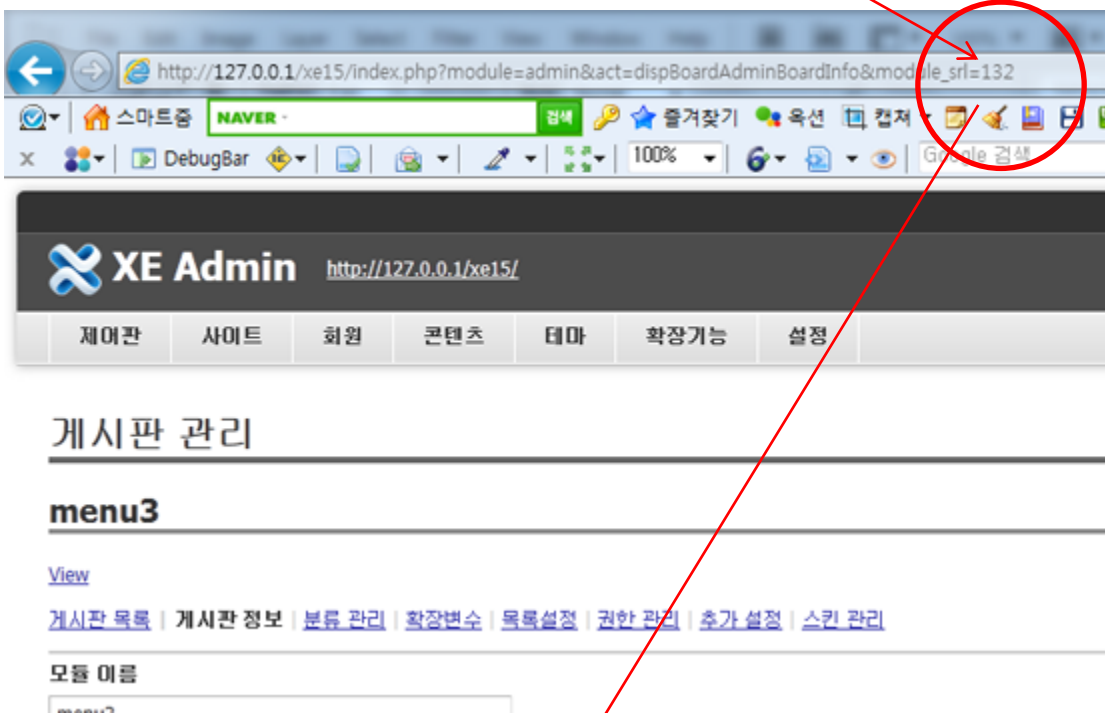 http://127.0.0.1/xe15/index.php?module=admin&act=dispBoardAdminBoardInfo&module_srl=132
스마트줌 NAVER 검색 즐겨찾기 옥션 캡쳐
x DebugBar 100% Google 검색
XE Admin http://127.0.0.1/xe15/
제어판 사이트 회원 콘텐츠 테마 확장기능 설정
게시판 관리
menu3
View
게시판 목록 | 게시판 정보 | 분류 관리 | 확장변수 | 목록설정 | 권한 관리 | 추가 설정 | 스킨 관리
모듈 이름
menu3